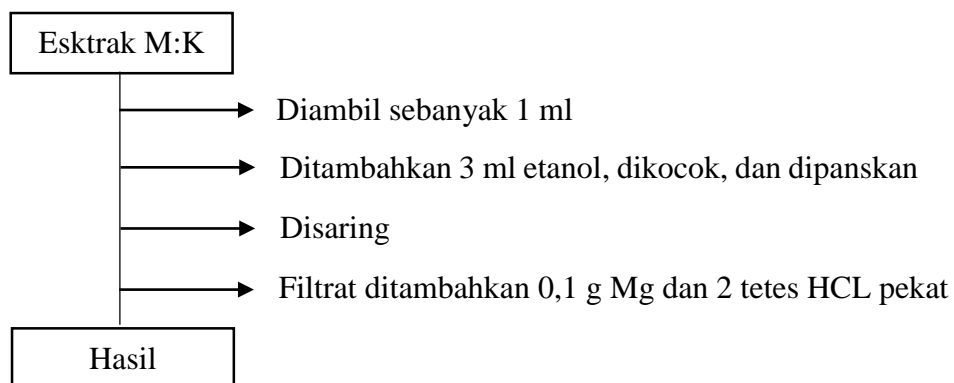 Esktrak M:K
Diambil sebanyak 1 ml
Ditambahkan 3 ml etanol, dikocok, dan dipanskan
Disaring
Filtrat ditambahkan 0,1 g Mg dan 2 tetes HCL pekat
Hasil